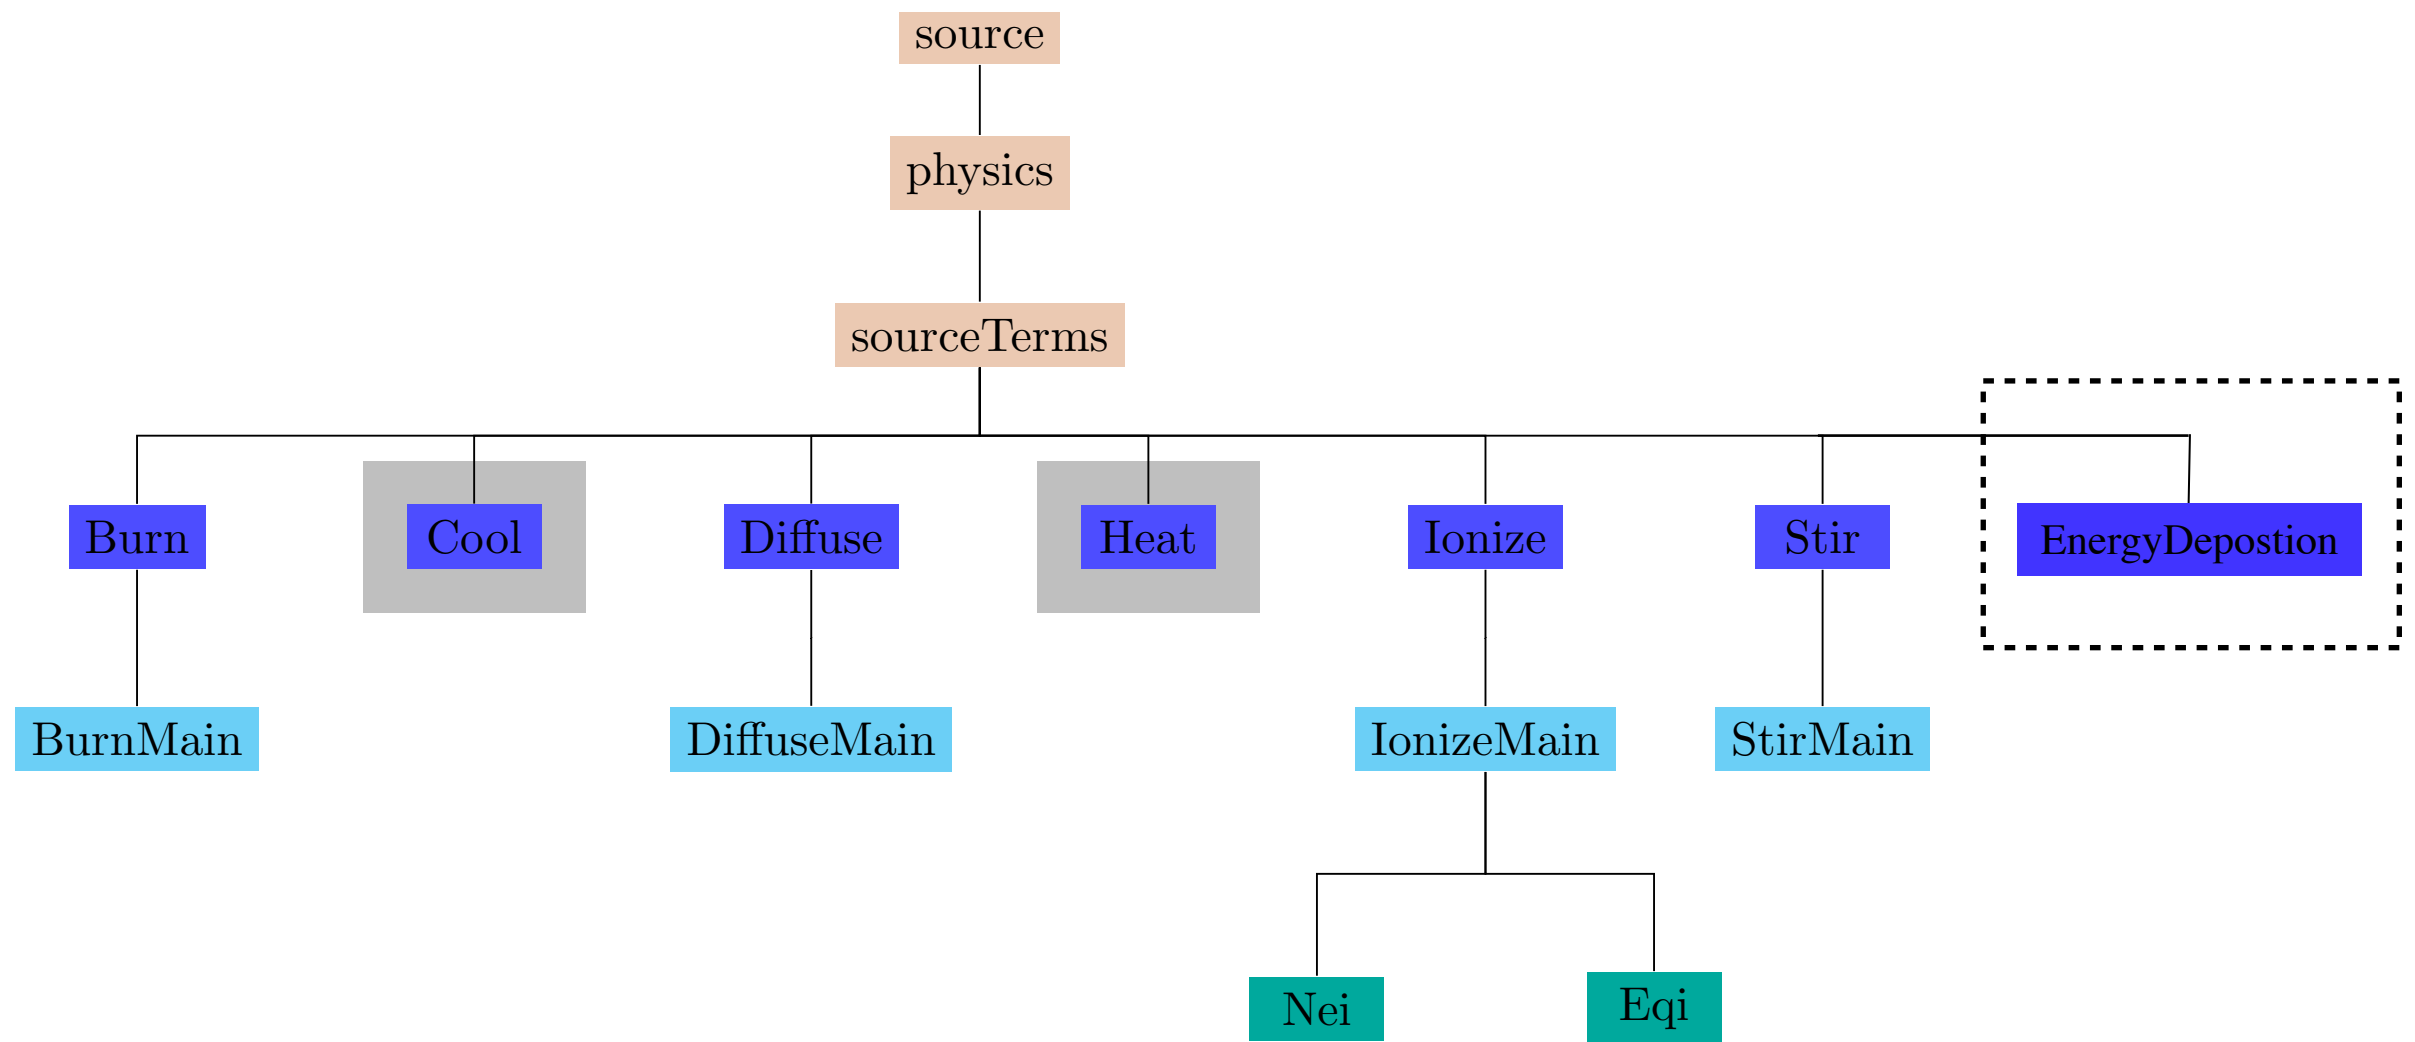 source
physics
sourceTerms
Burn
Cool
Diffuse
Heat
Ionize
Stir
EnergyDepostion
BurnMain
DiffuseMain
IonizeMain
StirMain
Nei
Eqi